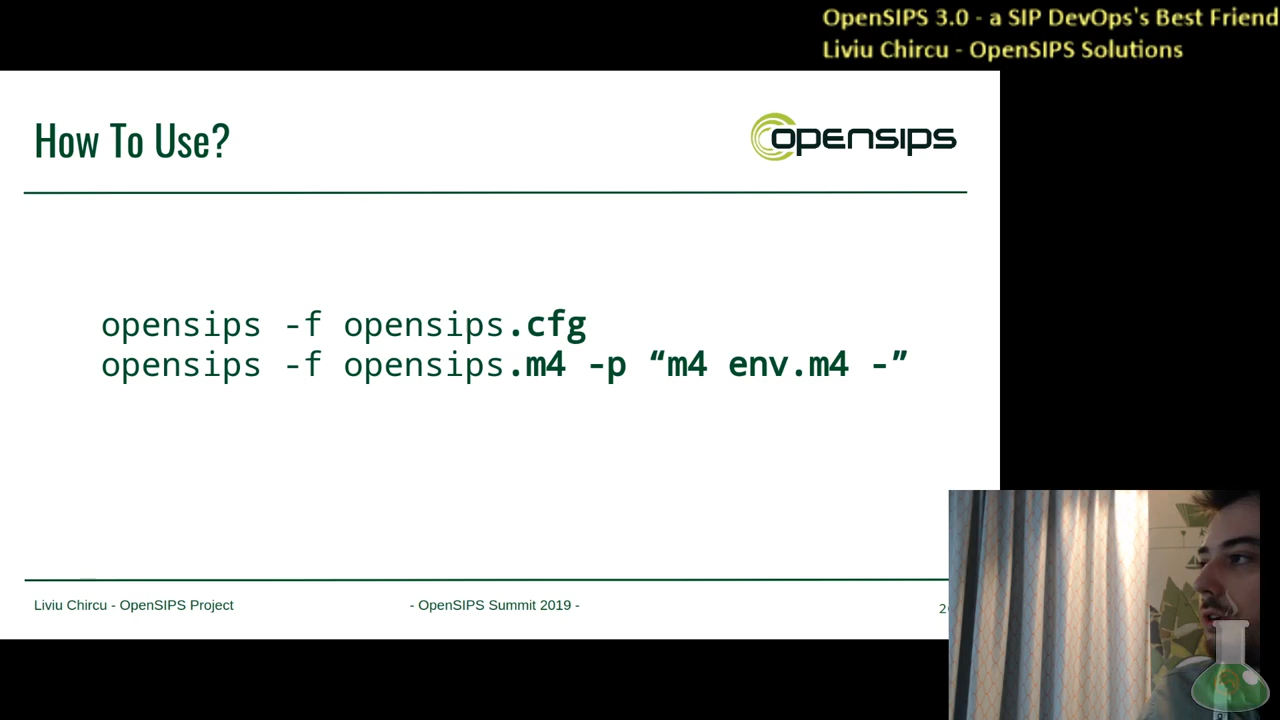 OpenSIPS 3.0 - a SIP DevOps's Best Friend
Liviu Chircu - OpenSIPS Solutions
How To Use?
opensips
opensips -f opensips.cfg
opensips -f opensips.m4 -p “m4 env.m4 -”
Liviu Chircu - OpenSIPS Project
- OpenSIPS Summit 2019 -